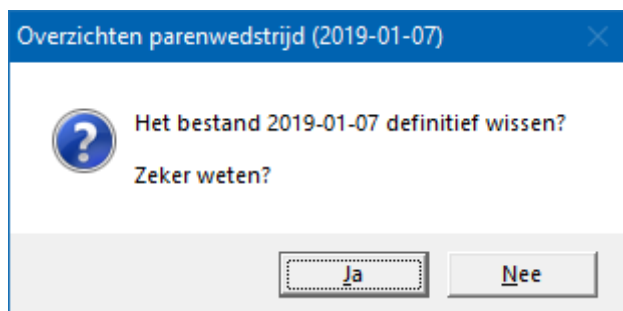 Overzichten parenwedstrijd (2019-01-07)
Het bestand 2019-01-07 definitief wissen?
Zeker weten?
Ja
Nee